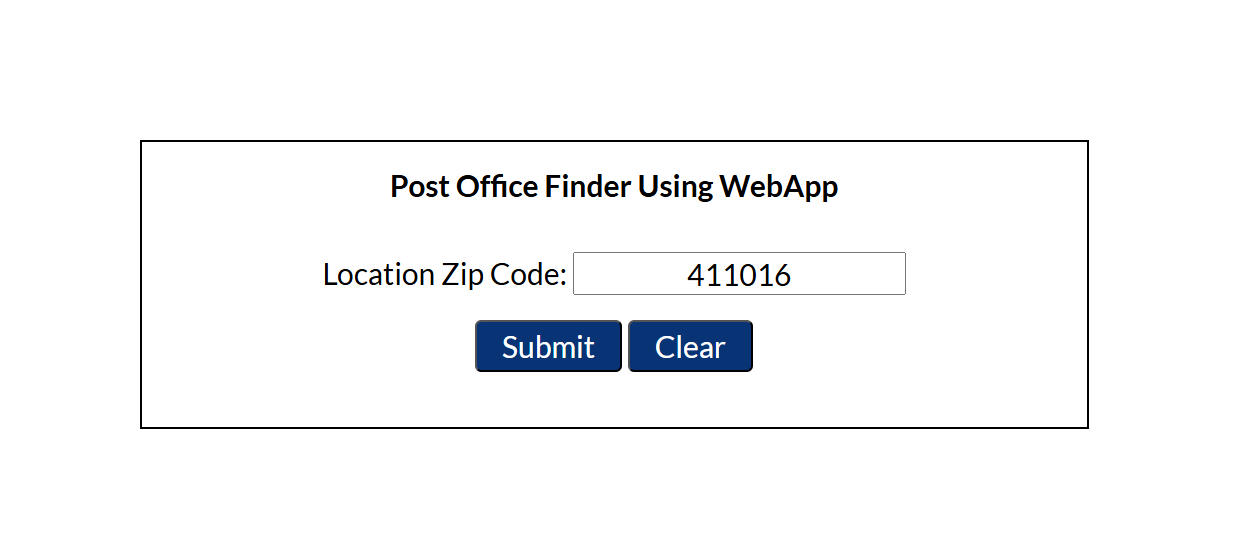 Post Office Finder Using WebApp
Location Zip Code: 411016
Submit Clear